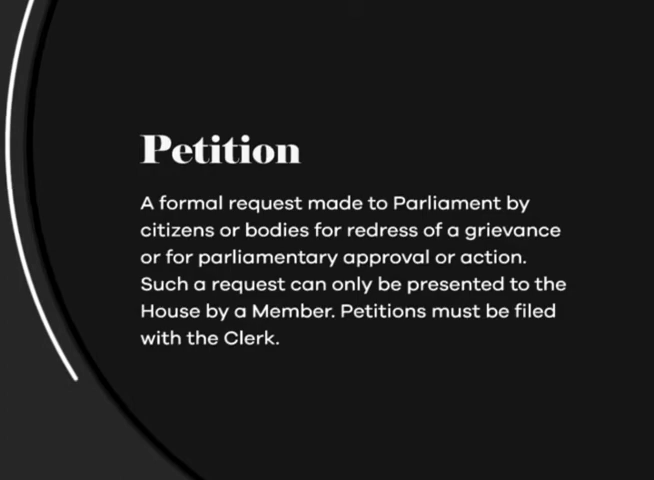 Petition
A formal request made to Parliament by
citizens or bodies for redress of a grievance
or for parliamentary approval or action.
Such a request can only be presented to the
House by a Member. Petitions must be filed
with the Clerk.